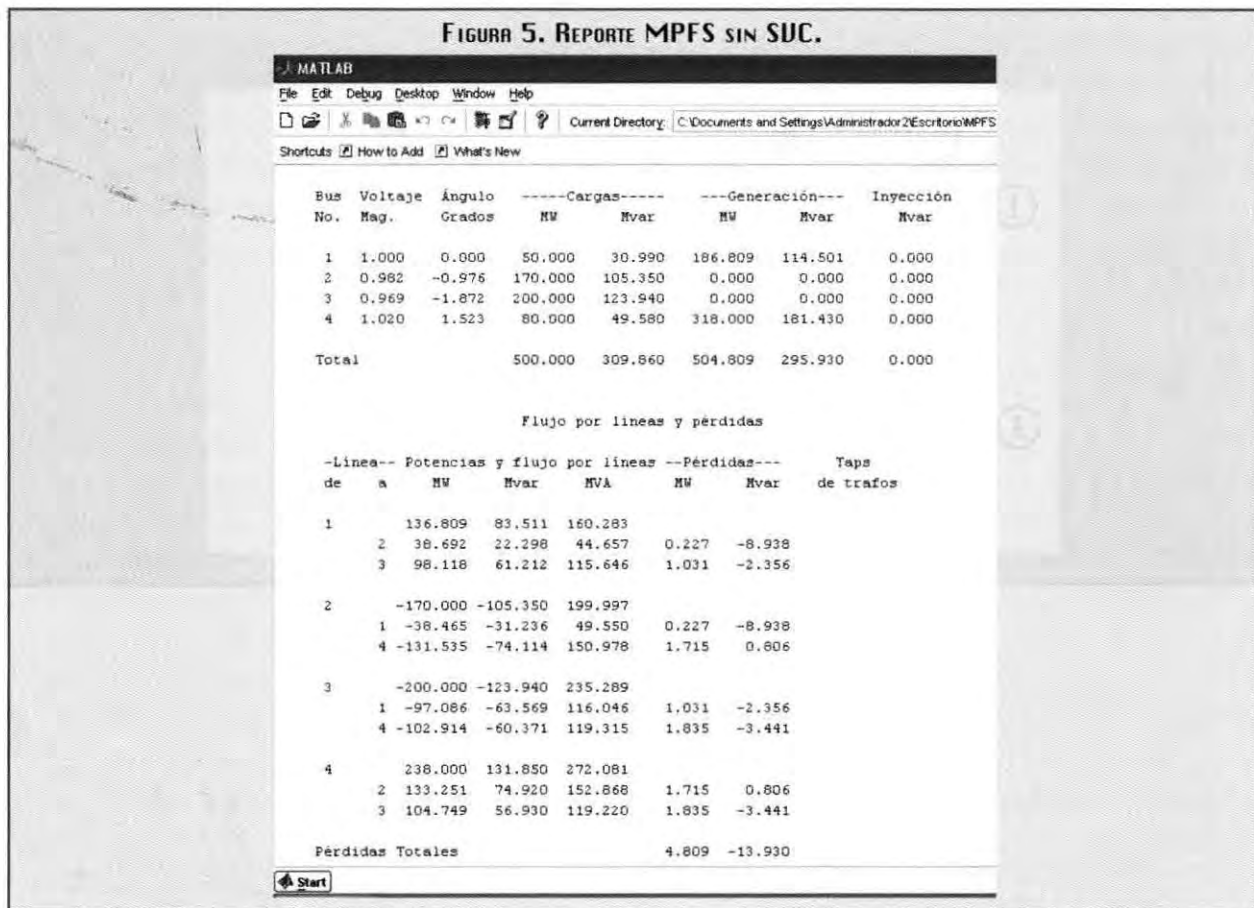 FIGURA 5. REPORTE MPFS SIN SUC.
MATLAB
File Edit Debug Desktop Window Help
? Current Directory: C:\Documents and Settings\Administrador2\Escritorio\MPFS
Shortcuts How to Add What's New
Bus Voltaje Ángulo -----Cargas----- ---Generación--- Inyección
No. Mag. Grados MW Mvar MW Mvar Mvar
1 1.000 0.000 50.000 30.990 186.809 114.501 0.000
2 0.982 -0.976 170.000 105.350 0.000 0.000 0.000
3 0.969 -1.872 200.000 123.940 0.000 0.000 0.000
4 1.020 1.523 80.000 49.580 318.000 181.430 0.000
Total 500.000 309.860 504.809 295.930 0.000
Flujo por líneas y pérdidas
-Línea-- Potencias y flujo por líneas --Pérdidas--- Taps
de a MW Mvar MVA MW Mvar de trafos
1 136.809 83.511 160.283
2 38.692 22.298 44.657 0.227 -8.938
3 98.118 61.212 115.646 1.031 -2.356
2 -170.000 -105.350 199.997
1 -38.465 -31.236 49.550 0.227 -8.938
4 -131.535 -74.114 150.978 1.715 0.806
3 -200.000 -123.940 235.289
1 -97.086 -63.569 116.046 1.031 -2.356
4 -102.914 -60.371 119.315 1.835 -3.441
4 238.000 131.850 272.081
2 133.251 74.920 152.868 1.715 0.806
3 104.749 56.930 119.220 1.835 -3.441
Pérdidas Totales 4.809 -13.930
Start